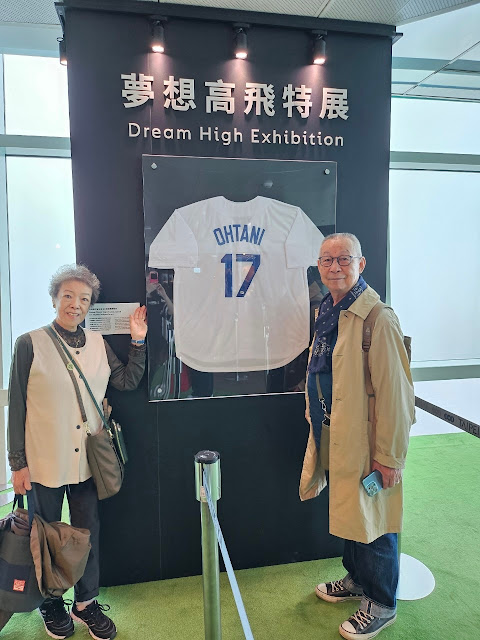 夢想高飛特展
Dream High Exhibition
OHTANI
17